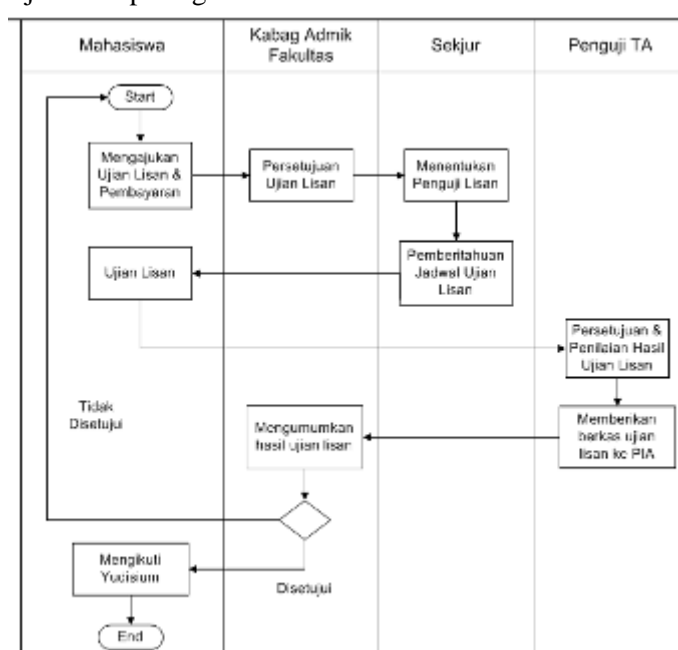 Mahasiswa
Kabag Admik
Fakultas
Sekjur
Penguji TA
Start
Mengajukan
Ujian Lisan &
Pembayaran
Persetujuan
Ujian Lisan
Menentukan
Penguji Lisan
Ujian Lisan
Pemberitahuan
Jadwal Ujian
Lisan
Persetujuan &
Penilaian Hasil
Ujian Lisan
Tidak
Disetujui
Mengumumkan
hasil ujian lisan
Memberikan
berkas ujian
lisan ke PIA
Mengikuti
Yudisium
Disetujui
End